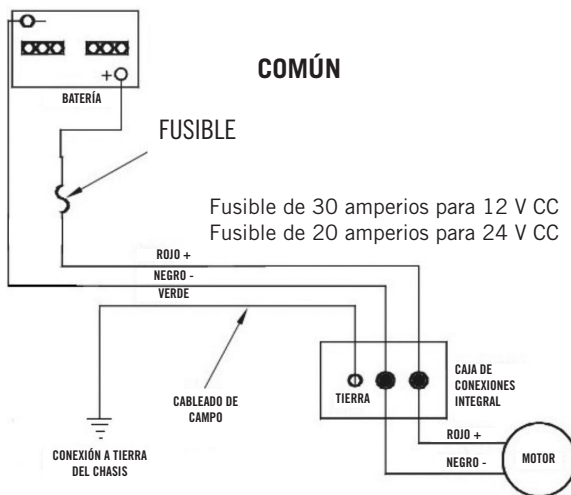 COMÚN
+
BATERÍA
FUSIBLE
Fusible de 30 amperios para 12 V CC
Fusible de 20 amperios para 24 V CC
ROJO +
NEGRO -
VERDE
TIERRA
CAJA DE
CONEXIONES
INTEGRAL
CABLEADO DE
CAMPO
CONEXIÓN A TIERRA
DEL CHASIS
ROJO +
NEGRO -
MOTOR